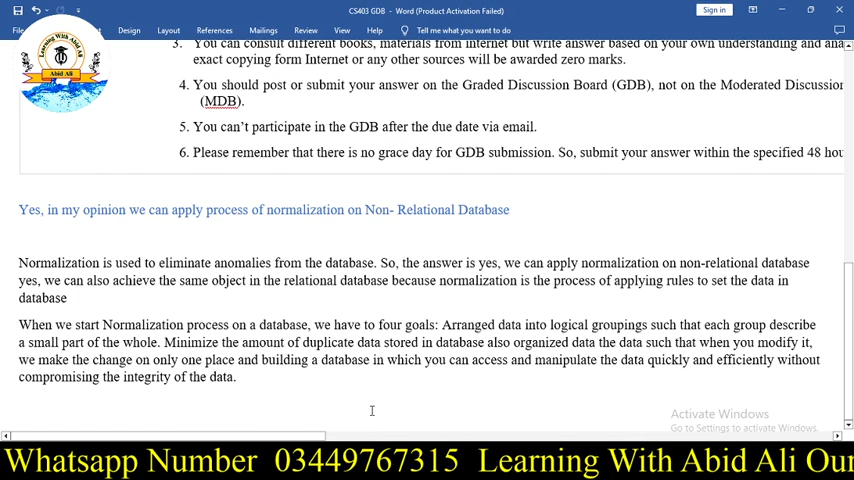 CS403 GDB - Word (Product Activation Failed)
Sign in
Design Layout References Mailings Review View Help Tell me what you want to do
Learning With
Abid Ali
3. You can consult different books, materials from internet but write answer based on your own understanding and ana
exact copying form Internet or any other sources will be awarded zero marks.
4. You should post or submit your answer on the Graded Discussion Board (GDB), not on the Moderated Discussion
(MDB).
5. You can't participate in the GDB after the due date via email.
6. Please remember that there is no grace day for GDB submission. So, submit your answer within the specified 48 hou
Yes, in my opinion we can apply process of normalization on Non- Relational Database
Normalization is used to eliminate anomalies from the database. So, the answer is yes, we can apply normalization on non-relational database
yes, we can also achieve the same object in the relational database because normalization is the process of applying rules to set the data in
database
When we start Normalization process on a database, we have to four goals: Arranged data into logical groupings such that each group describe
a small part of the whole. Minimize the amount of duplicate data stored in database also organized data the data such that when you modify it,
we make the change on only one place and building a database in which you can access and manipulate the data quickly and efficiently without
compromising the integrity of the data.
Activate Windows
Go to Settings to activate Windows.
Whatsapp Number 03449767315 Learning With Abid Ali Our